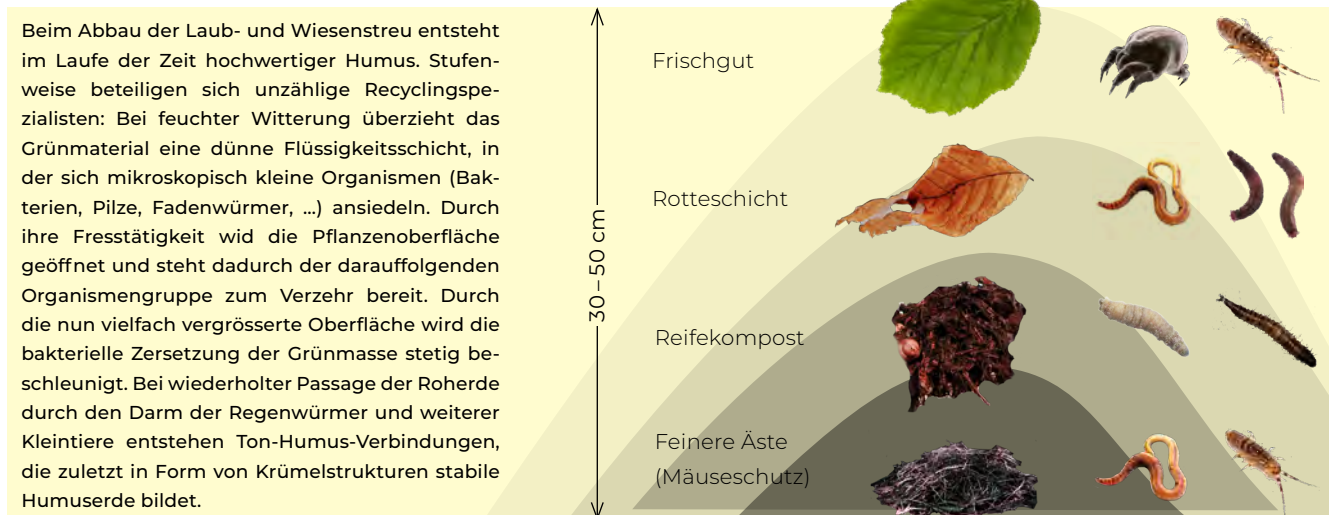 Beim Abbau der Laub- und Wiesenstreu entsteht
im Laufe der Zeit hochwertiger Humus. Stufen-
weise beteiligen sich unzählige Recyclingspe-
zialisten: Bei feuchter Witterung überzieht das
Grünmaterial eine dünne Flüssigkeitsschicht, in
der sich mikroskopisch kleine Organismen (Bak-
terien, Pilze, Fadenwürmer, ...) ansiedeln. Durch
ihre Fresstätigkeit wid die Pflanzenoberfläche
geöffnet und steht dadurch der darauffolgenden
Organismengruppe zum Verzehr bereit. Durch
die nun vielfach vergrösserte Oberfläche wird die
bakterielle Zersetzung der Grünmasse stetig be-
schleunigt. Bei wiederholter Passage der Roherde
durch den Darm der Regenwürmer und weiterer
Kleintiere entstehen Ton-Humus-Verbindungen,
die zuletzt in Form von Krümelstrukturen stabile
Humuserde bildet.
30 – 50 cm
Frischgut
Rotteschicht
Reifekompost
Feinere Äste
(Mäuseschutz)